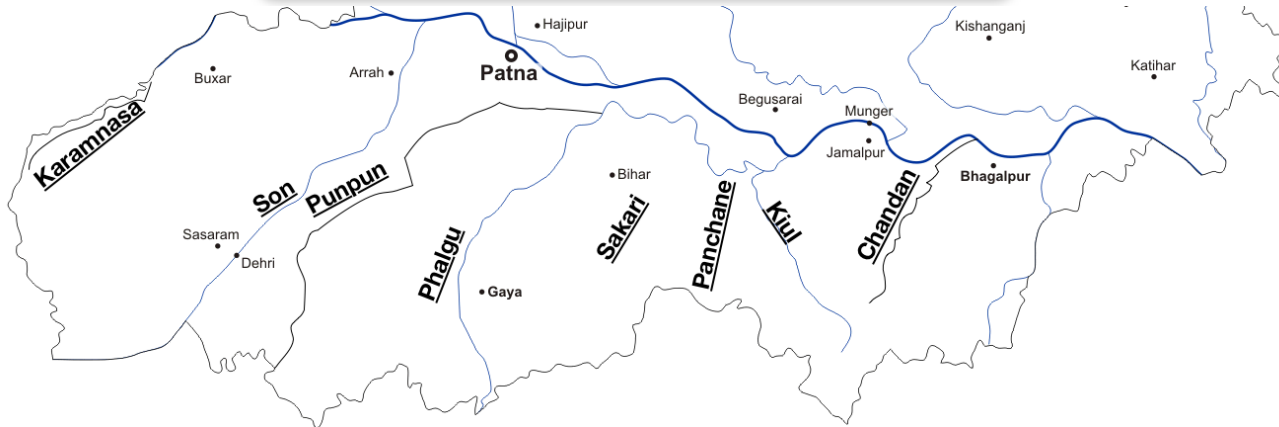 Hajipur
Kishanganj
Patna
Buxar
Arrah
Katihar
Begusarai
Munger
Karamnasa
Jamalpur
Bhagalpur
Son
Punpun
Bihar
Chandan
Sakari
Panchane
Kiul
Sasaram
Dehri
Phalgu
Gaya